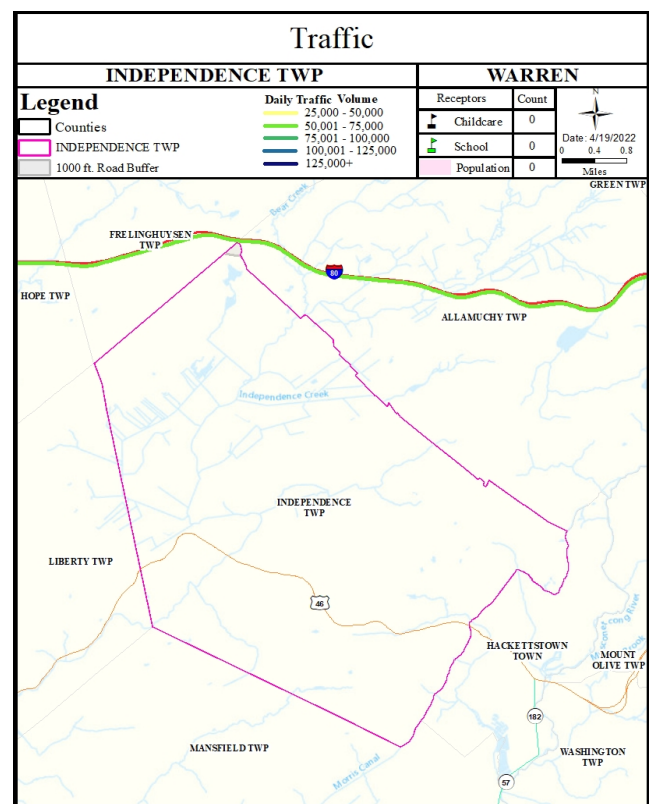 Traffic
INDEPENDENCE TWP
WARREN
Legend
Counties
INDEPENDENCE TWP
1000 ft. Road Buffer
Daily Traffic Volume
25,000 - 50,000
50,001 - 75,000
75,001 - 100,000
100,001 - 125,000
125,000+
Receptors Count
Childcare 0
School 0
Population 0
N
Date: 4/19/2022
0 0.4 0.8
Miles
GREEN TWP
Bear Creek
FRELINGHUYSEN
TWP
80
HOPE TWP
ALLAMUCHY TWP
Independence Creek
INDEPENDENCE
TWP
LIBERTY TWP
46
HACKETTSTOWN
TOWN
MOUNT
OLIVE TWP
182
MANSFIELD TWP
WASHINGTON
TWP
Morris Canal
57